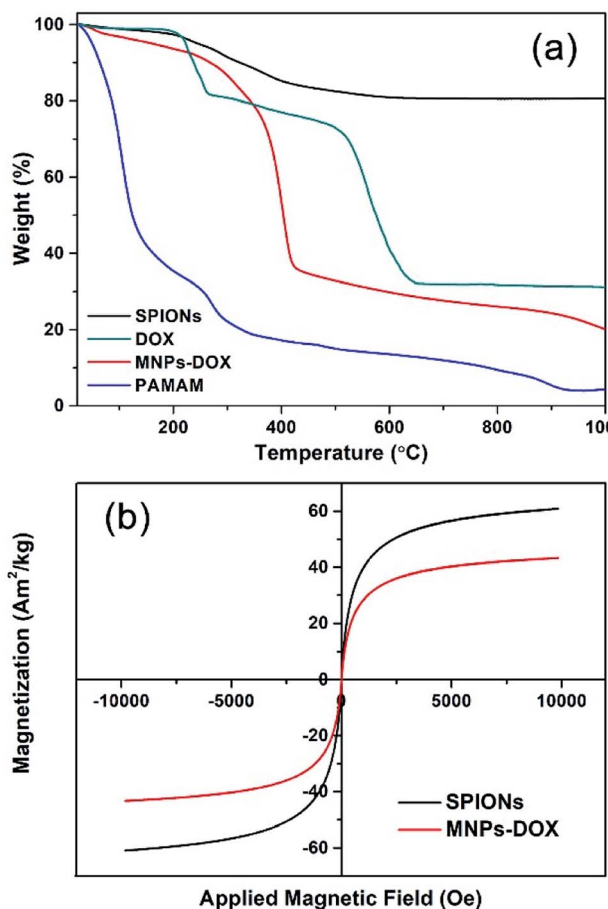 (a)
100
80
60
40
20
0
Weight (%)
SPIONs
DOX
MNPs-DOX
PAMAM
200 400 600 800 100
Temperature (°C)
(b)
60
40
20
0
-20
-40
-60
-10000 -5000 0 5000 10000
Magnetization (Am²/kg)
SPIONs
MNPs-DOX
Applied Magnetic Field (Oe)